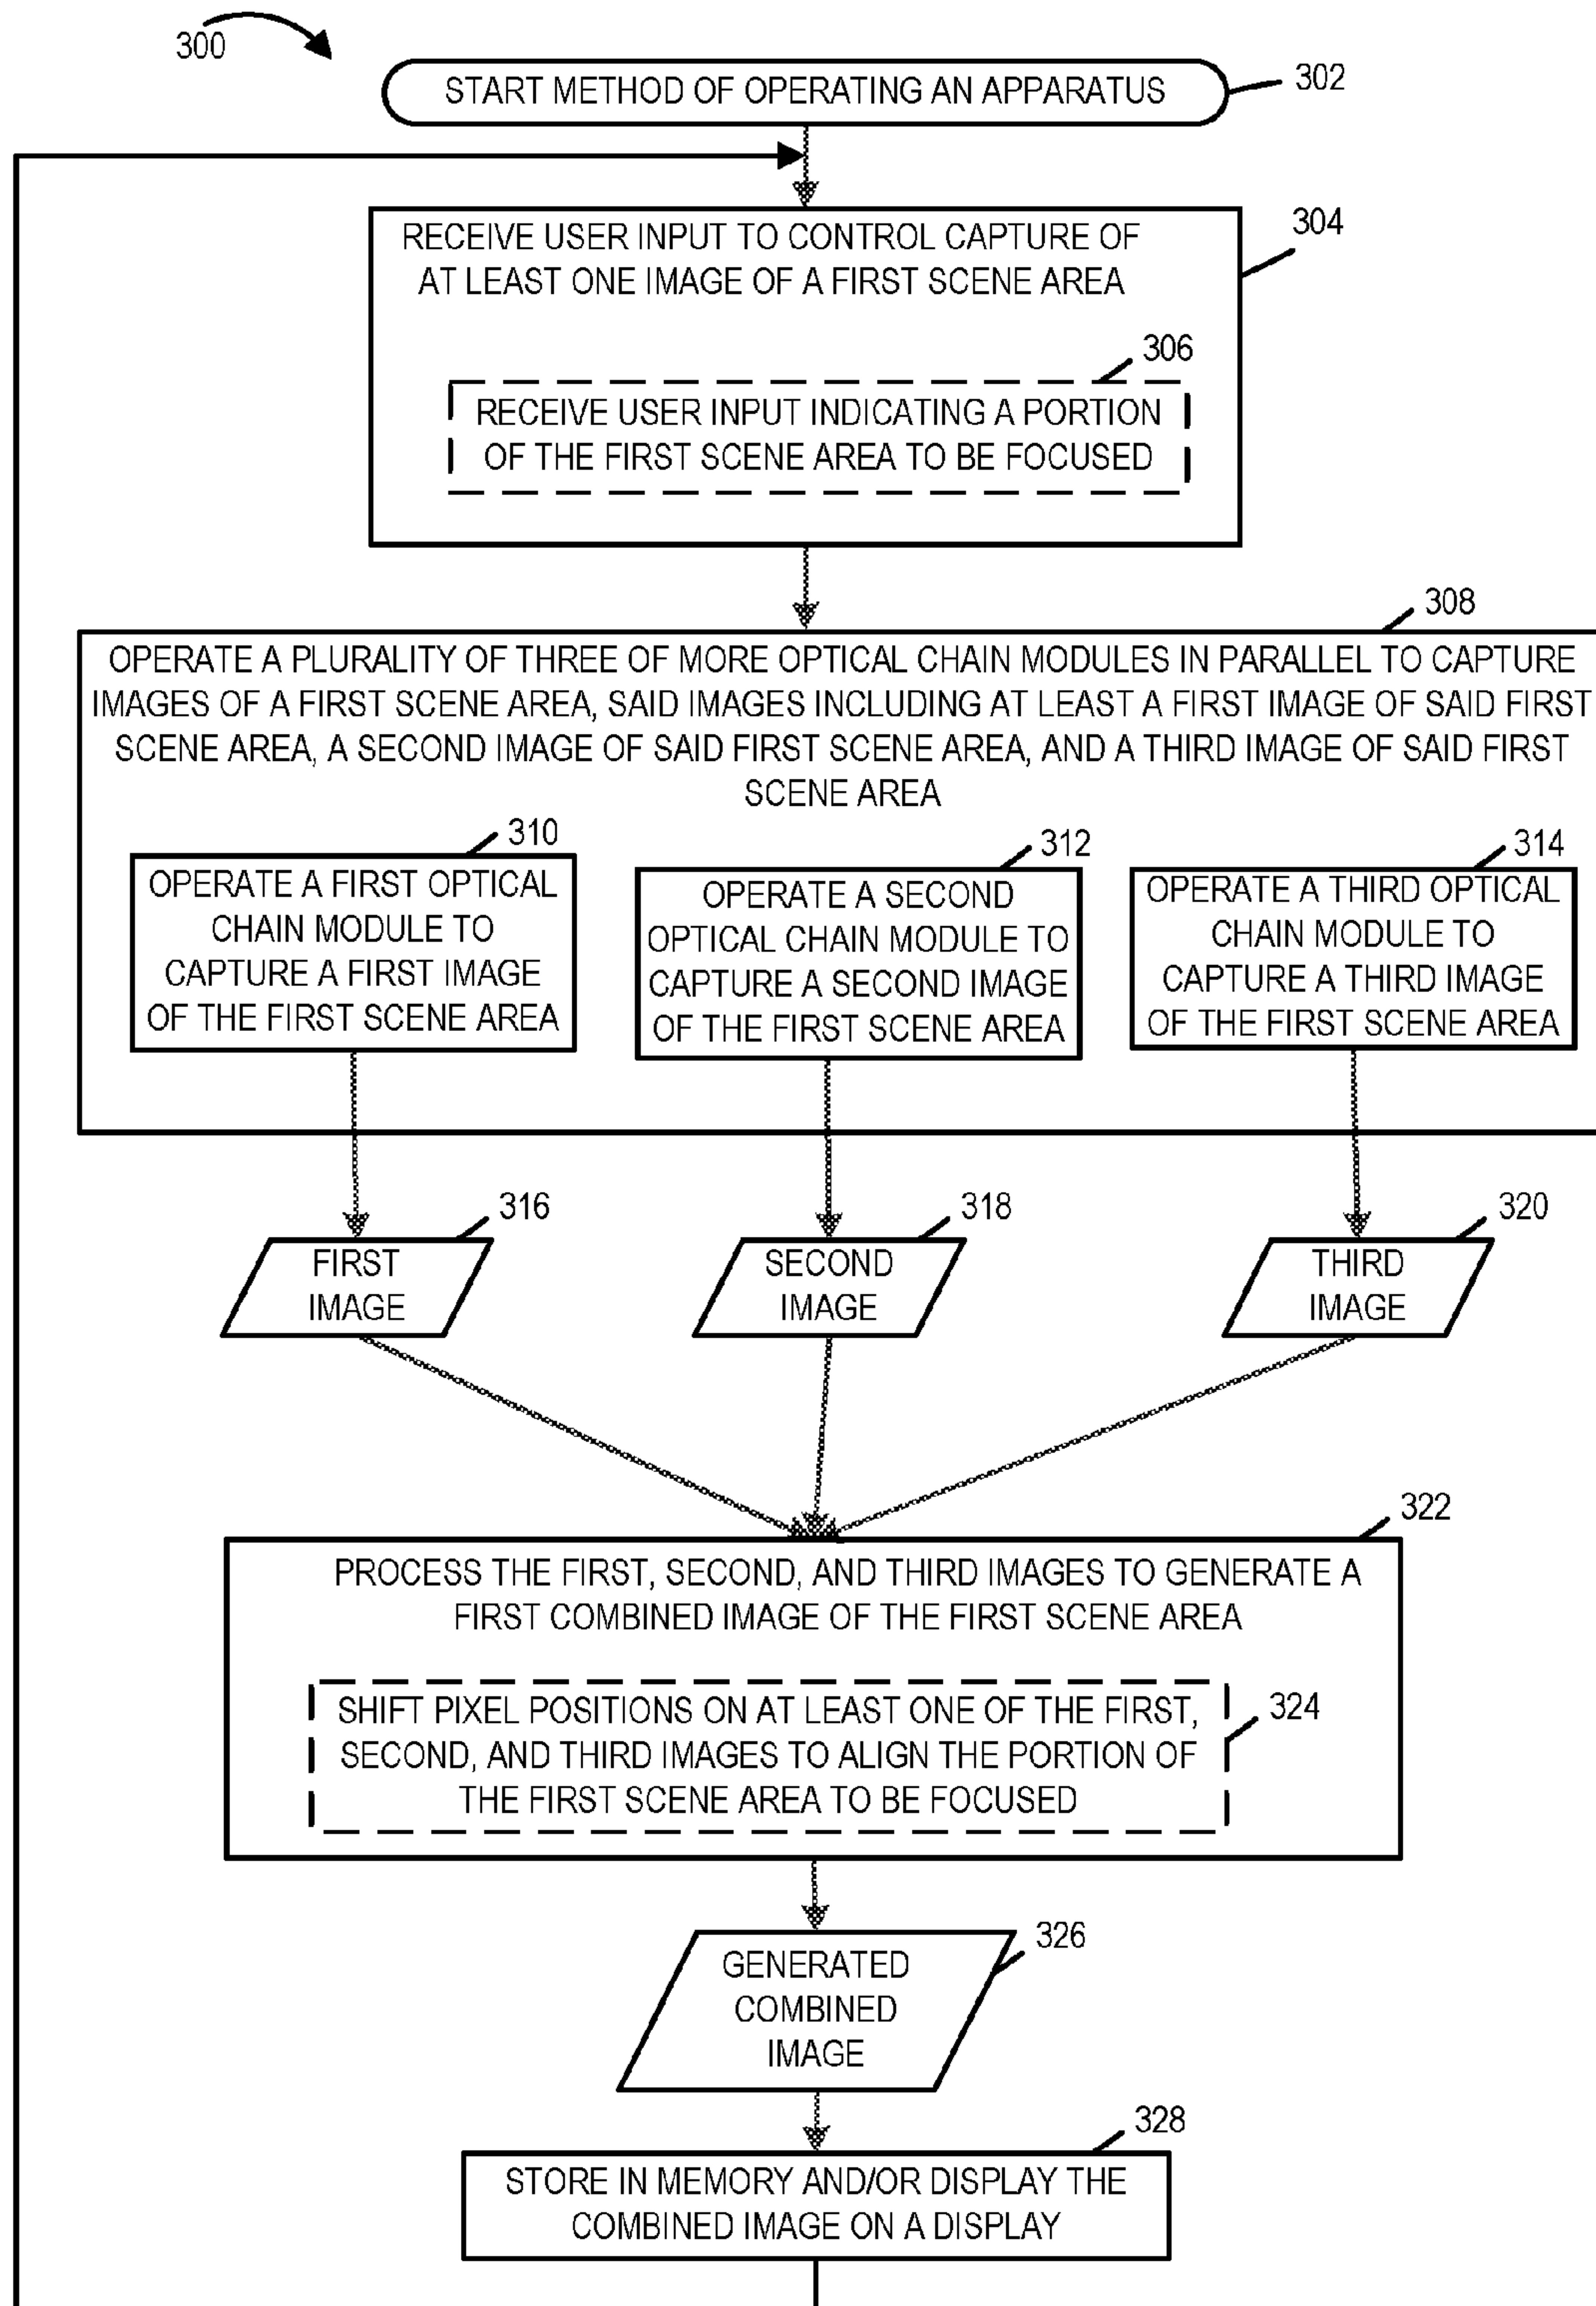 300
START METHOD OF OPERATING AN APPARATUS
302
RECEIVE USER INPUT TO CONTROL CAPTURE OF
AT LEAST ONE IMAGE OF A FIRST SCENE AREA
304
306
RECEIVE USER INPUT INDICATING A PORTION
OF THE FIRST SCENE AREA TO BE FOCUSED
308
OPERATE A PLURALITY OF THREE OF MORE OPTICAL CHAIN MODULES IN PARALLEL TO CAPTURE
IMAGES OF A FIRST SCENE AREA, SAID IMAGES INCLUDING AT LEAST A FIRST IMAGE OF SAID FIRST
SCENE AREA, A SECOND IMAGE OF SAID FIRST SCENE AREA, AND A THIRD IMAGE OF SAID FIRST
SCENE AREA
310
OPERATE A FIRST OPTICAL
CHAIN MODULE TO
CAPTURE A FIRST IMAGE
OF THE FIRST SCENE AREA
312
OPERATE A SECOND
OPTICAL CHAIN MODULE TO
CAPTURE A SECOND IMAGE
OF THE FIRST SCENE AREA
314
OPERATE A THIRD OPTICAL
CHAIN MODULE TO
CAPTURE A THIRD IMAGE
OF THE FIRST SCENE AREA
316
FIRST
IMAGE
318
SECOND
IMAGE
320
THIRD
IMAGE
322
PROCESS THE FIRST, SECOND, AND THIRD IMAGES TO GENERATE A
FIRST COMBINED IMAGE OF THE FIRST SCENE AREA
SHIFT PIXEL POSITIONS ON AT LEAST ONE OF THE FIRST,
SECOND, AND THIRD IMAGES TO ALIGN THE PORTION OF
THE FIRST SCENE AREA TO BE FOCUSED
324
GENERATED
COMBINED
IMAGE
326
328
STORE IN MEMORY AND/OR DISPLAY THE
COMBINED IMAGE ON A DISPLAY